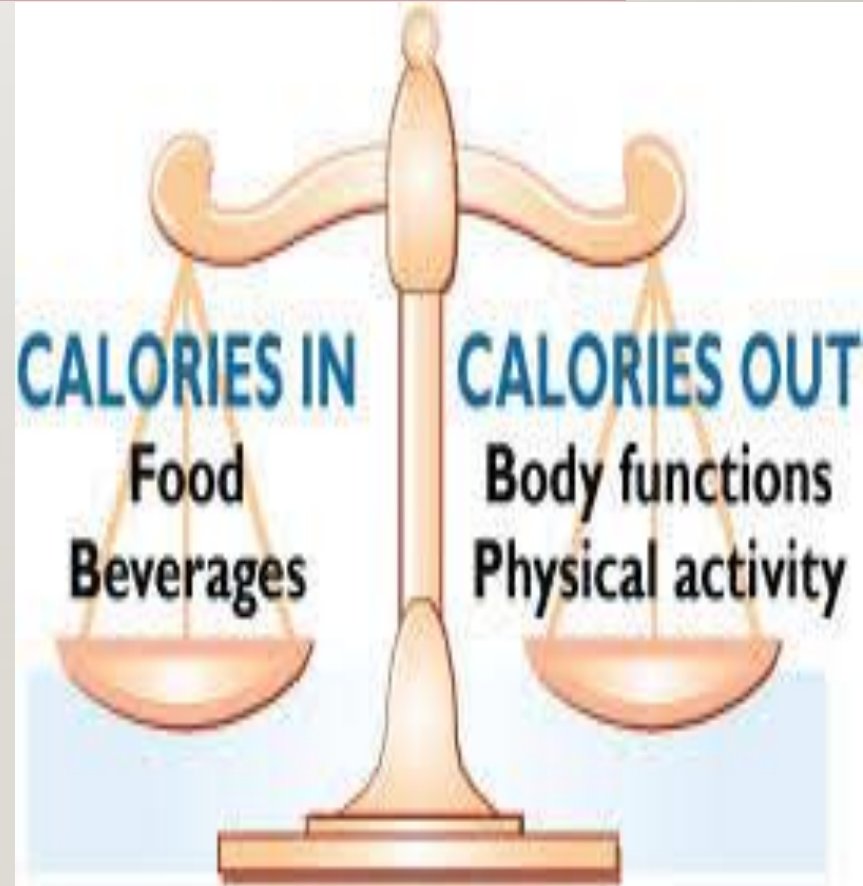 CALORIES IN
Food
Beverages
CALORIES OUT
Body functions
Physical activity